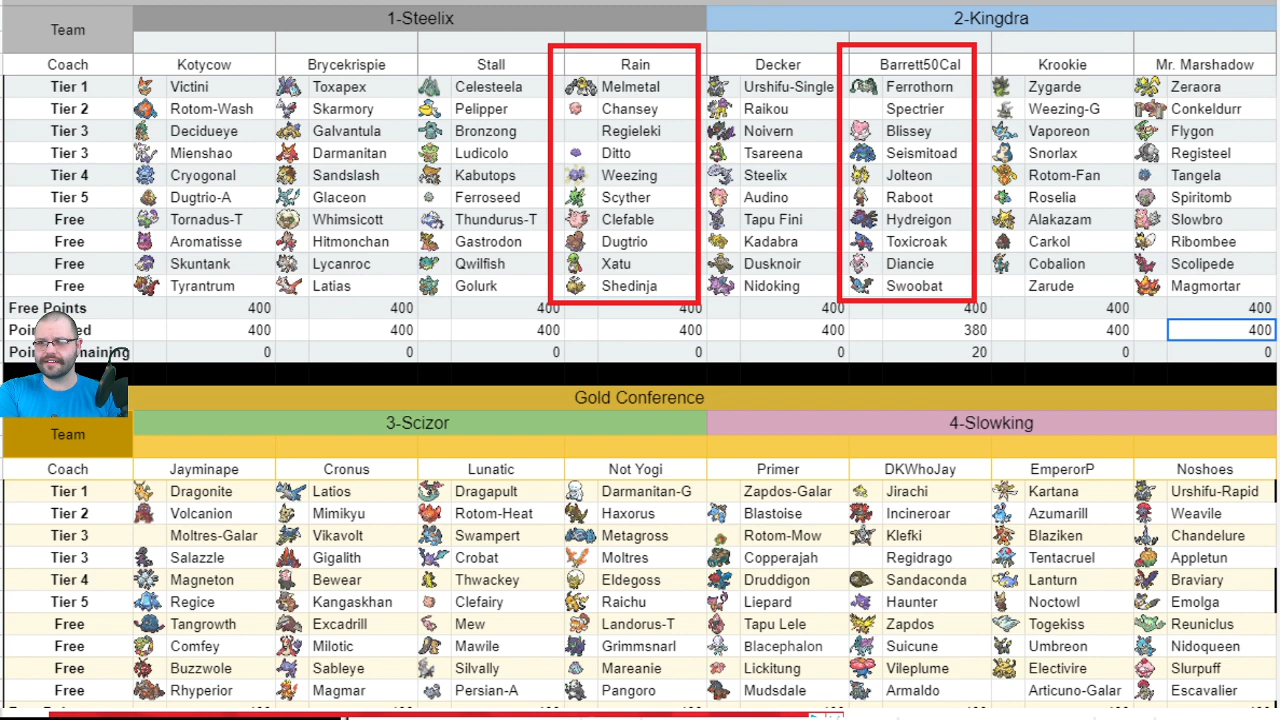 Team 1-Steelix 2-Kingdra
Coach Kotycow Brycekrispie Stall Rain Decker Barrett50Cal Krookie Mr. Marshadow
Tier 1 Victini Toxapex Celesteela Melmetal Urshifu-Single Ferrothorn Zygarde Zeraora
Tier 2 Rotom-Wash Skarmory Pelipper Chansey Raikou Spectrier Weezing-G Conkeldurr
Tier 3 Decidueye Galvantula Bronzong Regieleki Noivern Blissey Vaporeon Flygon
Tier 3 Mienshao Darmanitan Ludicolo Ditto Tsareena Seismitoad Snorlax Registeel
Tier 4 Cryogonal Sandslash Kabutops Weezing Steelix Jolteon Rotom-Fan Tangela
Tier 5 Dugtrio-A Glaceon Ferroseed Scyther Audino Raboot Roselia Spiritomb
Free Tornadus-T Whimsicott Thundurus-T Clefable Tapu Fini Hydreigon Alakazam Slowbro
Free Aromatisse Hitmonchan Gastrodon Dugtrio Kadabra Toxicroak Carkol Ribombee
Free Skuntank Lycanroc Qwilfish Xatu Dusknoir Diancie Cobalion Scolipede
Free Tyrantrum Latias Golurk Shedinja Nidoking Swoobat Zarude Magmortar
Free Points 400 400 400 400 400 400 400 400
400 400 400 400 400 380 400 400
0 0 0 0 0 20 0 0
Gold Conference
Team 3-Scizor 4-Slowking
Coach Jayminape Cronus Lunatic Not Yogi Primer DKWhoJay EmperorP Noshoes
Tier 1 Dragonite Latios Dragapult Darmanitan-G Zapdos-Galar Jirachi Kartana Urshifu-Rapid
Tier 2 Volcanion Mimikyu Rotom-Heat Haxorus Blastoise Incineroar Azumarill Weavile
Tier 3 Moltres-Galar Vikavolt Swampert Metagross Rotom-Mow Klefki Blaziken Chandelure
Tier 3 Salazzle Gigalith Crobat Moltres Copperajah Regidrago Tentacruel Appletun
Tier 4 Magneton Bewear Thwackey Eldegoss Druddigon Sandaconda Lanturn Braviary
Tier 5 Regice Kangaskhan Clefairy Raichu Liepard Haunter Noctowl Emolga
Free Tangrowth Excadrill Mew Landorus-T Tapu Lele Zapdos Togekiss Reuniclus
Free Comfey Milotic Mawile Grimmsnarl Blacephalon Suicune Umbreon Nidoqueen
Free Buzzwole Sableye Silvally Mareanie Lickitung Vileplume Electivire Slurpuff
Free Rhyperior Magmar Persian-A Pangoro Mudsdale Armaldo Articuno-Galar Escavalier